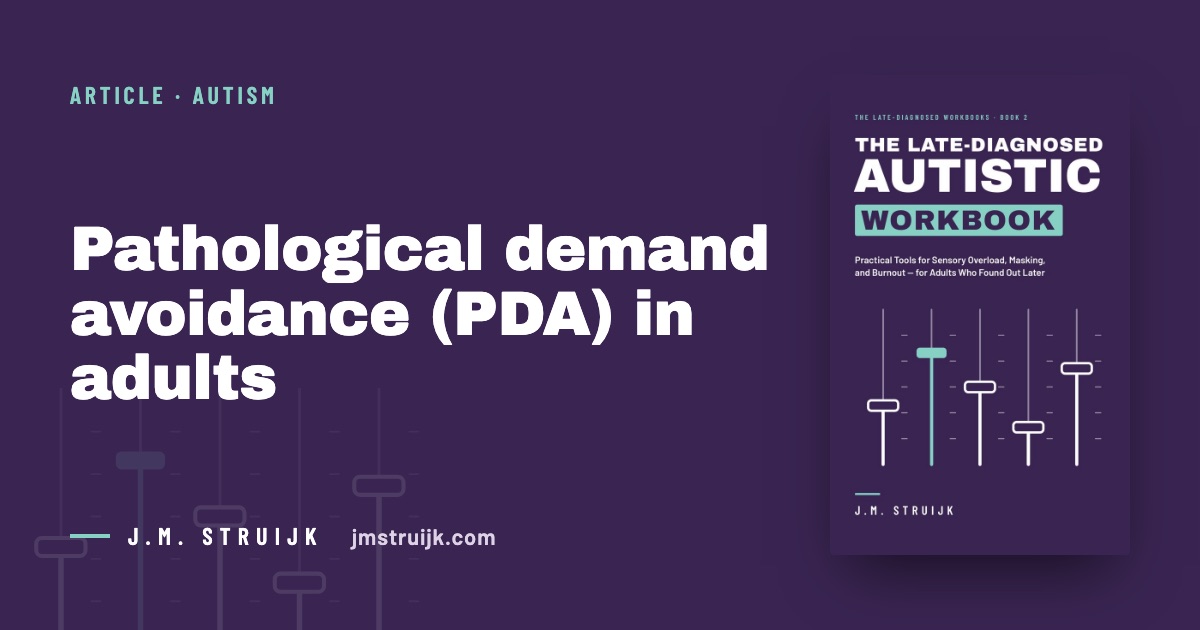 ARTICLE · AUTISM
Pathological demand
avoidance (PDA) in
adults
J.M. STRUIJK jmstruijk.com
THE LATE-DIAGNOSED WORKBOOKS · BOOK 2
THE LATE-DIAGNOSED
AUTISTIC
WORKBOOK
Practical Tools for Sensory Overload, Masking,
and Burnout — for Adults Who Found Out Later
J.M. STRUIJK